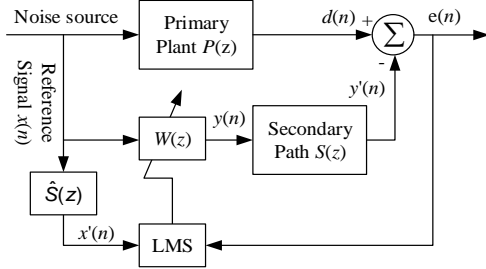 Noise source
Primary
Plant P(z)
d(n)
+
Σ
e(n)
-
y'(n)
Reference
Signal x(n)
W(z)
y(n)
Secondary
Path S(z)
Ŝ(z)
x'(n)
LMS